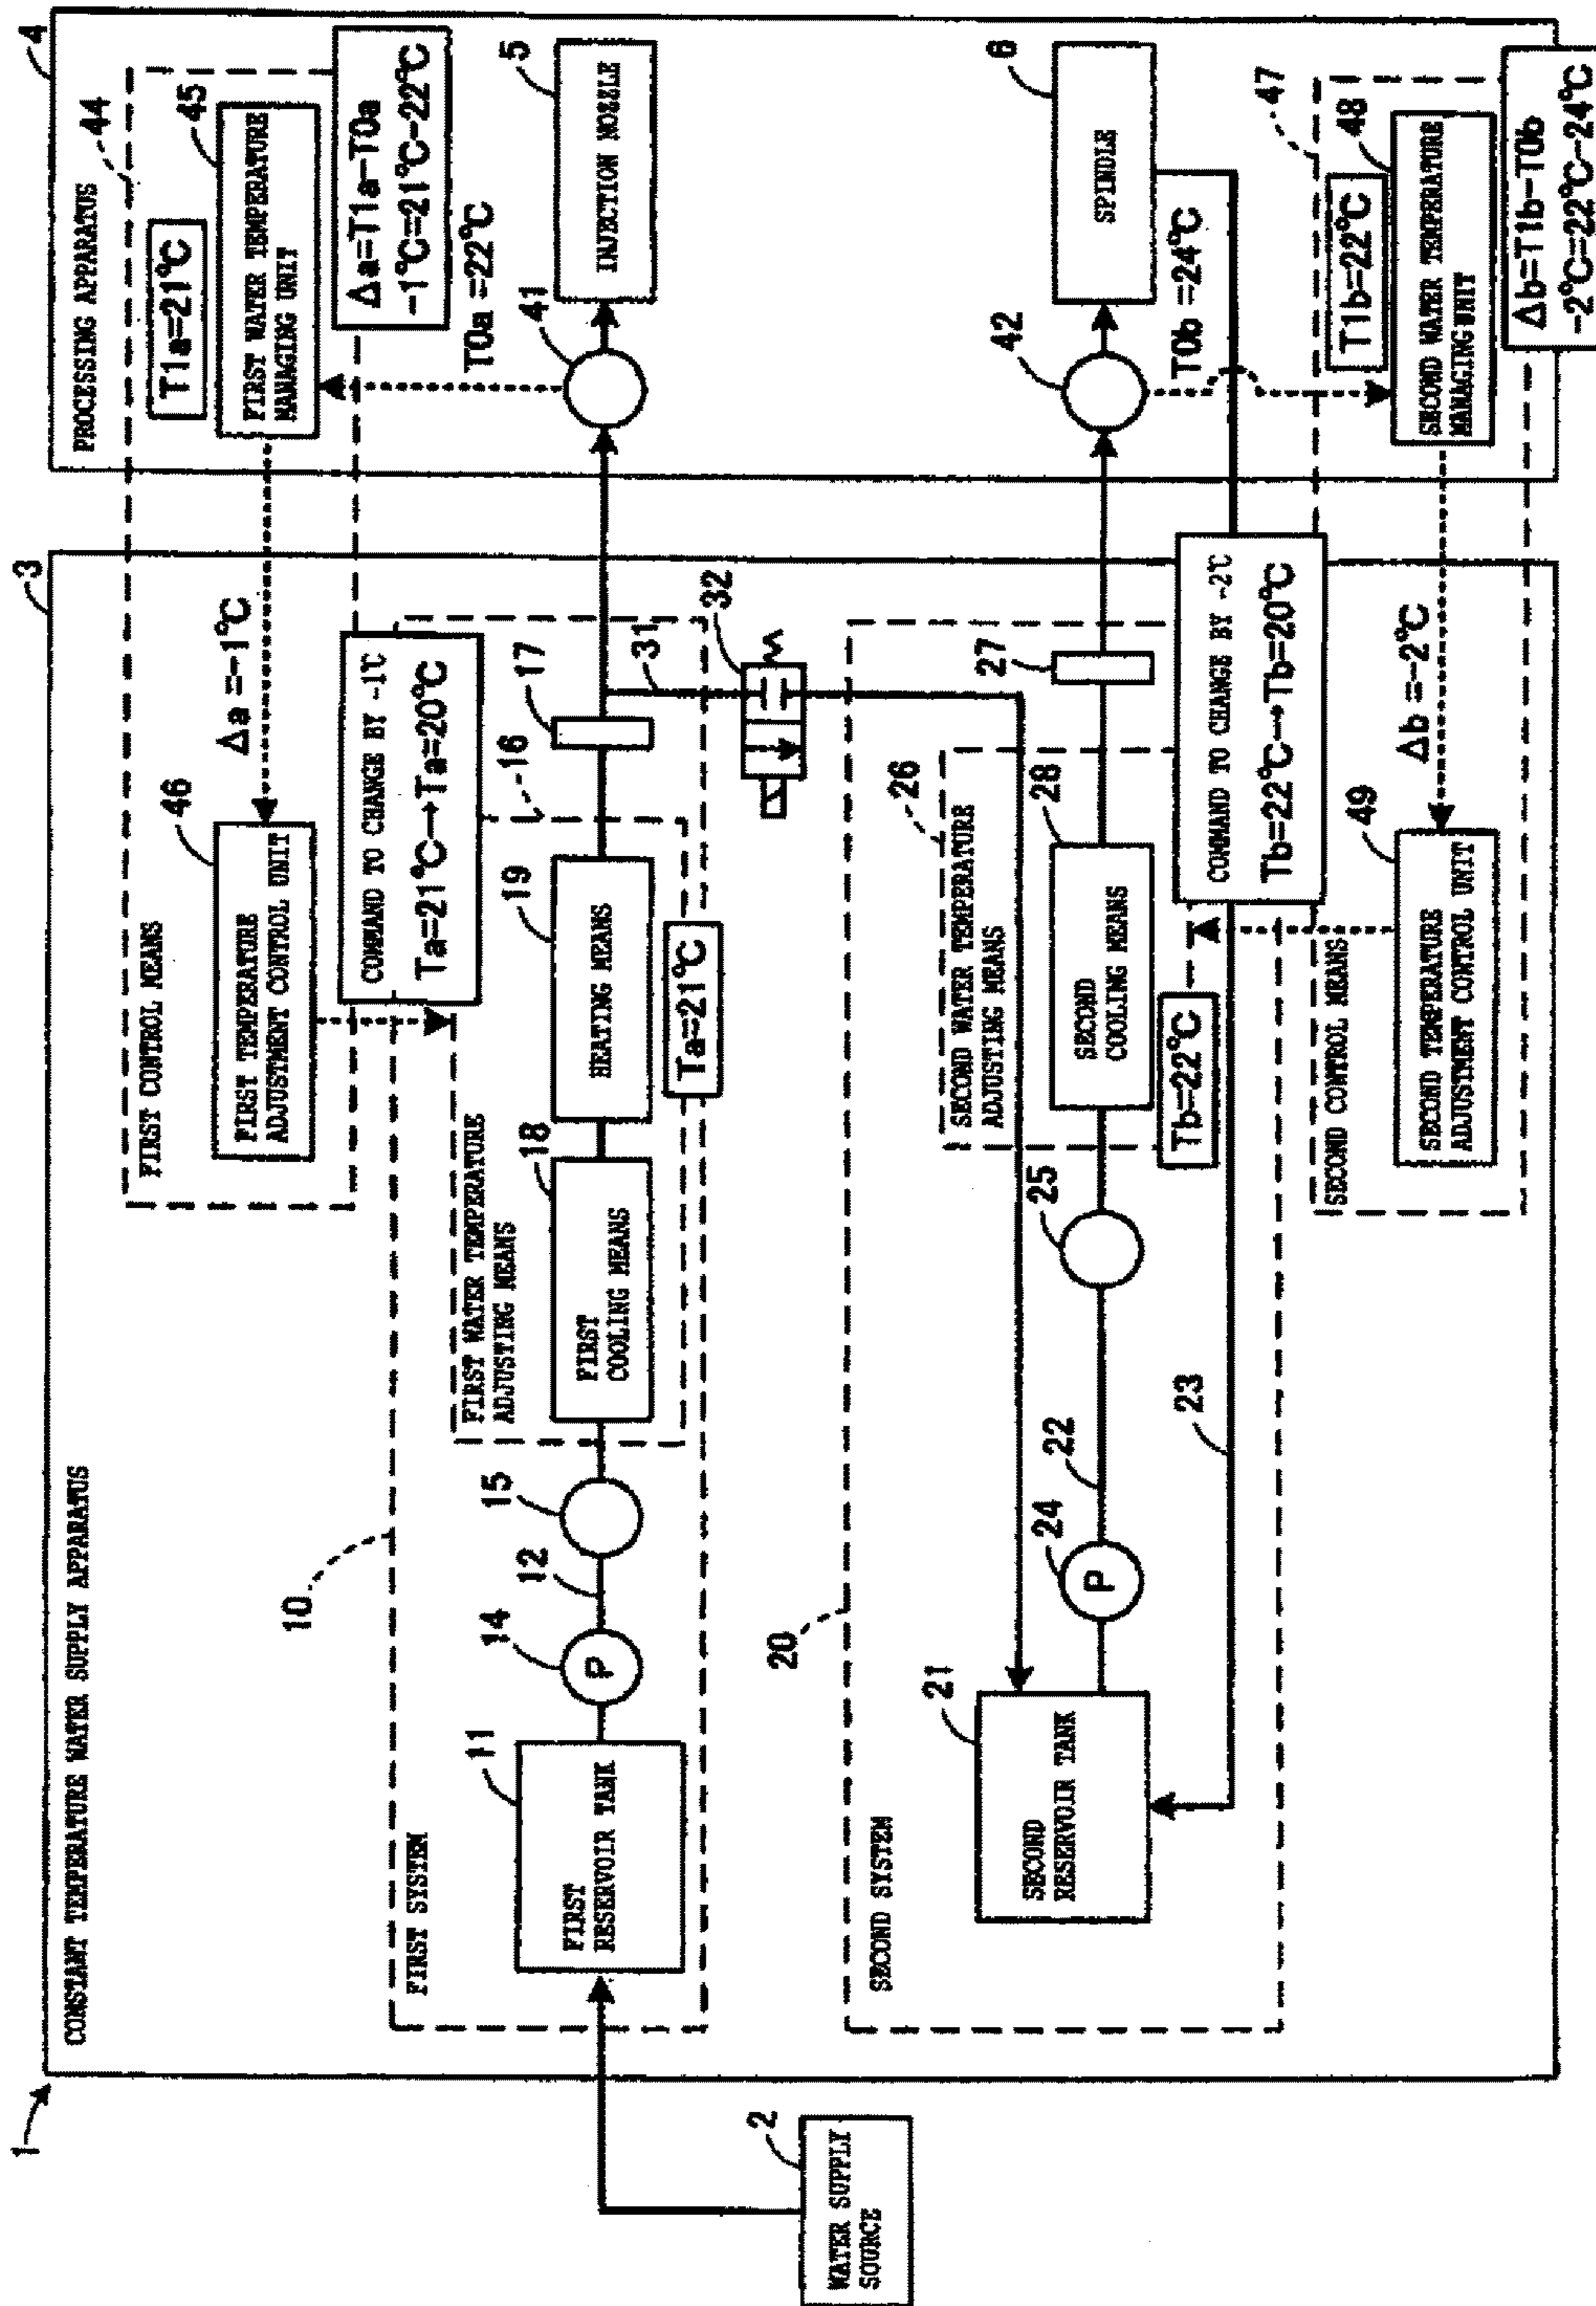 1
3
CONSTANT TEMPERATURE WATER SUPPLY APPARATUS
4
PROCESSING APPARATUS
44
FIRST CONTROL MEANS
46
FIRST TEMPERATURE
ADJUSTMENT CONTROL UNIT
Δa =-1℃
T1a=21℃
45
FIRST WATER TEMPERATURE
MANAGING UNIT
Δa=T1a-T0a
-1℃=21℃-22℃
COMMAND TO CHANGE BY -1℃
Ta=21℃→Ta=20℃
T0a =22℃
10
FIRST SYSTEM
FIRST WATER TEMPERATURE
ADJUSTING MEANS
16
2
WATER SUPPLY
SOURCE
11
FIRST
RESERVOIR TANK
14
P
12
15
18
FIRST
COOLING MEANS
19
HEATING MEANS
Ta=21℃
17
31
32
41
5
INJECTION NOZZLE
20
SECOND SYSTEM
21
SECOND
RESERVOIR TANK
24
P
22
25
SECOND WATER TEMPERATURE
ADJUSTING MEANS
26
28
SECOND
COOLING MEANS
27
42
6
SPINDLE
T0b =24℃
23
Tb=22℃
COMMAND TO CHANGE BY -2℃
Tb=22℃→Tb=20℃
47
SECOND CONTROL MEANS
49
SECOND TEMPERATURE
ADJUSTMENT CONTROL UNIT
Δb =-2℃
T1b=22℃
48
SECOND WATER TEMPERATURE
MANAGING UNIT
Δb=T1b-T0b
-2℃=22℃-24℃